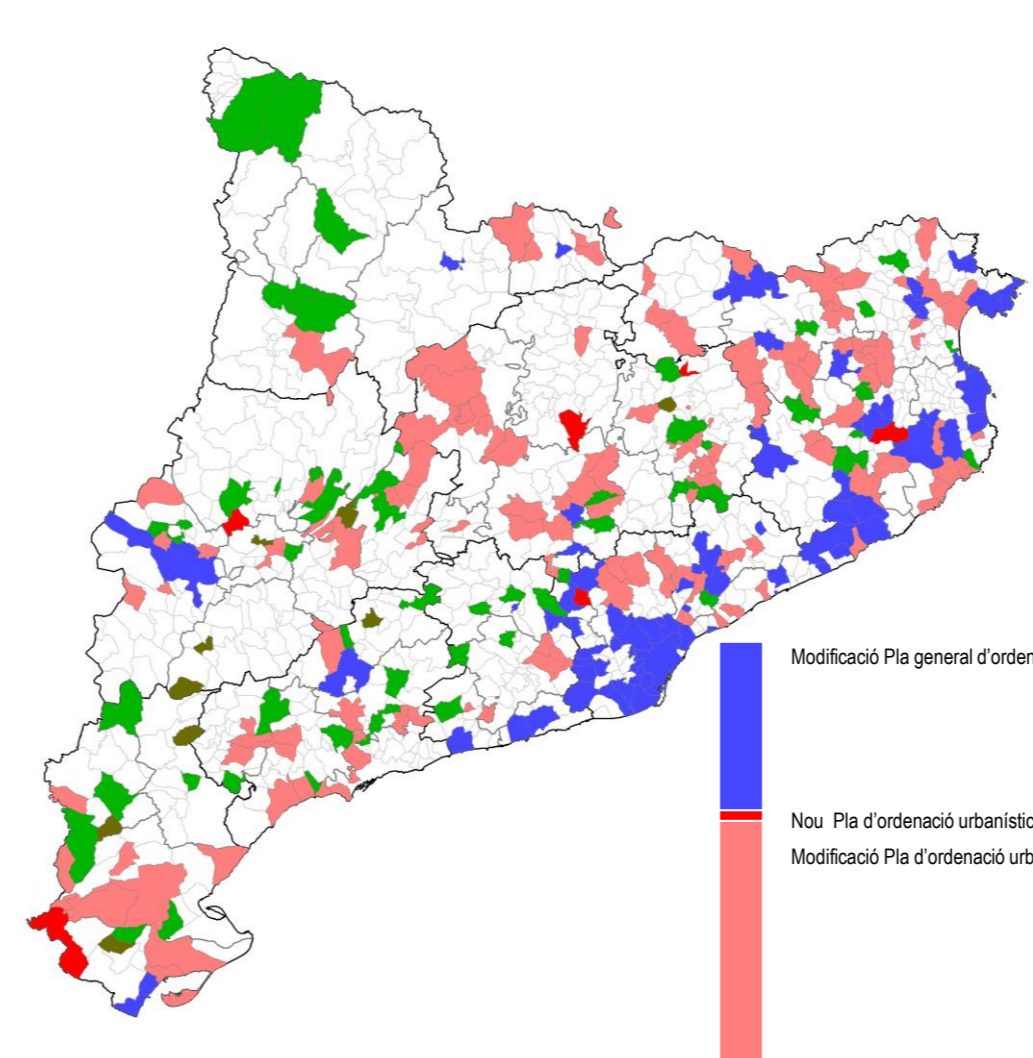 Modificació Pla general d’orden
Nou Pla d’ordenació urbanístic
Modificació Pla d’ordenació urb